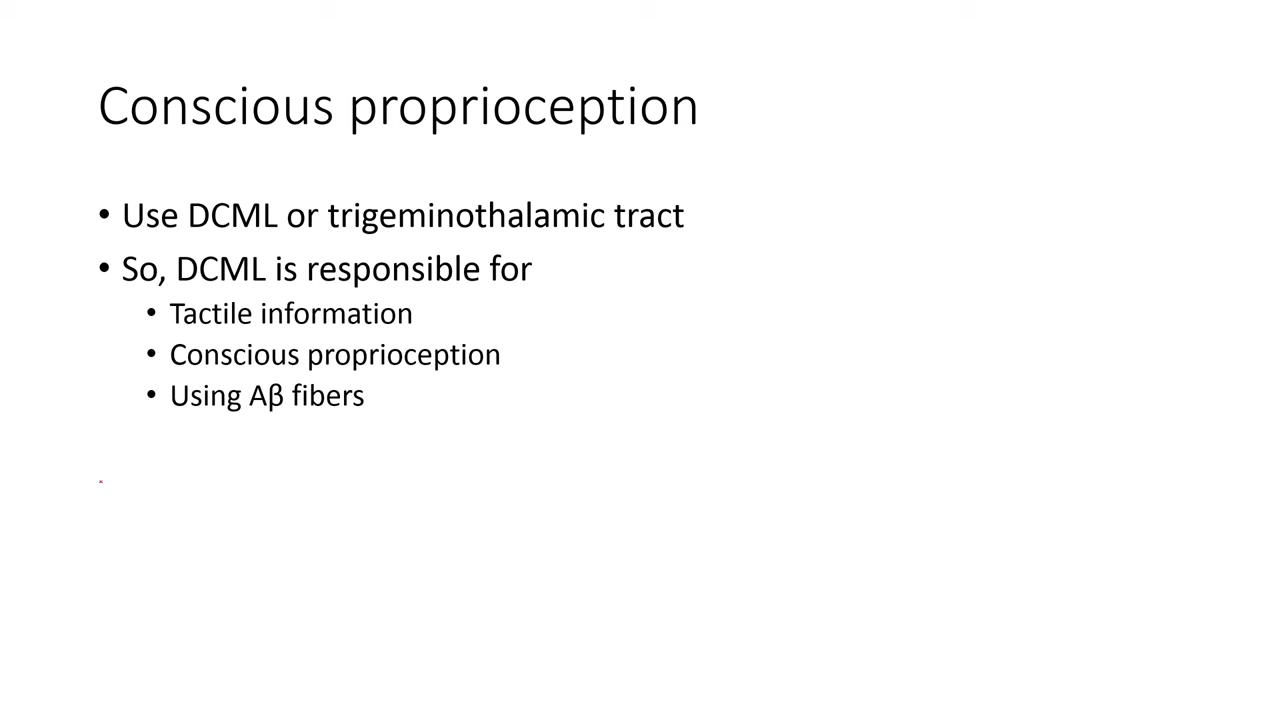 Conscious proprioception
• Use DCML or trigeminothalamic tract
• So, DCML is responsible for
• Tactile information
• Conscious proprioception
• Using Aβ fibers